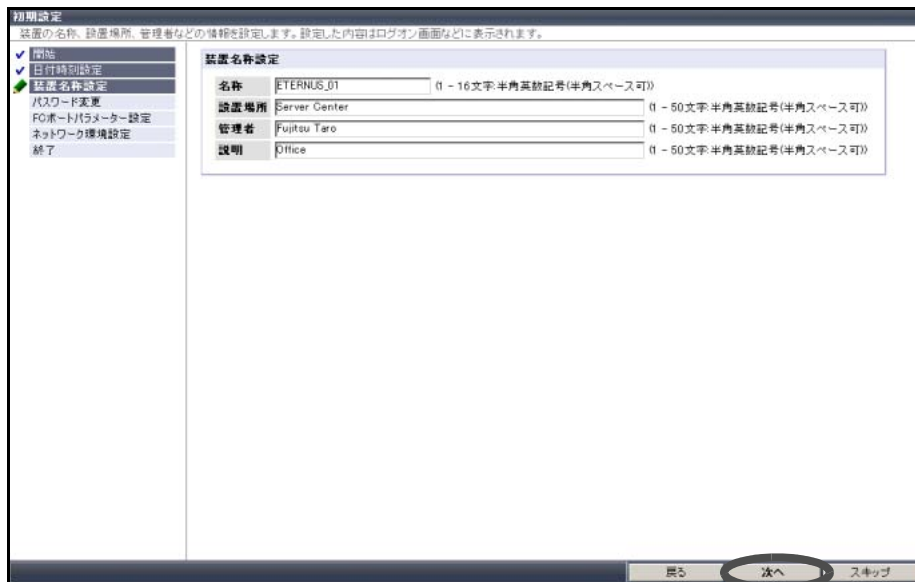 初期設定
装置の名称、設置場所、管理者などの情報を設定します。設定した内容はログオン画面などに表示されます。
開始
日付時刻設定
装置名称設定
パスワード変更
FCポートパラメーター設定
ネットワーク環境設定
終了
装置名称設定
名称 ETERNUS_01 (1 - 16文字:半角英数記号(半角スペース可))
設置場所 Server Center (1 - 50文字:半角英数記号(半角スペース可))
管理者 Fujitsu Taro (1 - 50文字:半角英数記号(半角スペース可))
説明 Office (1 - 50文字:半角英数記号(半角スペース可))
戻る 次へ スキップ